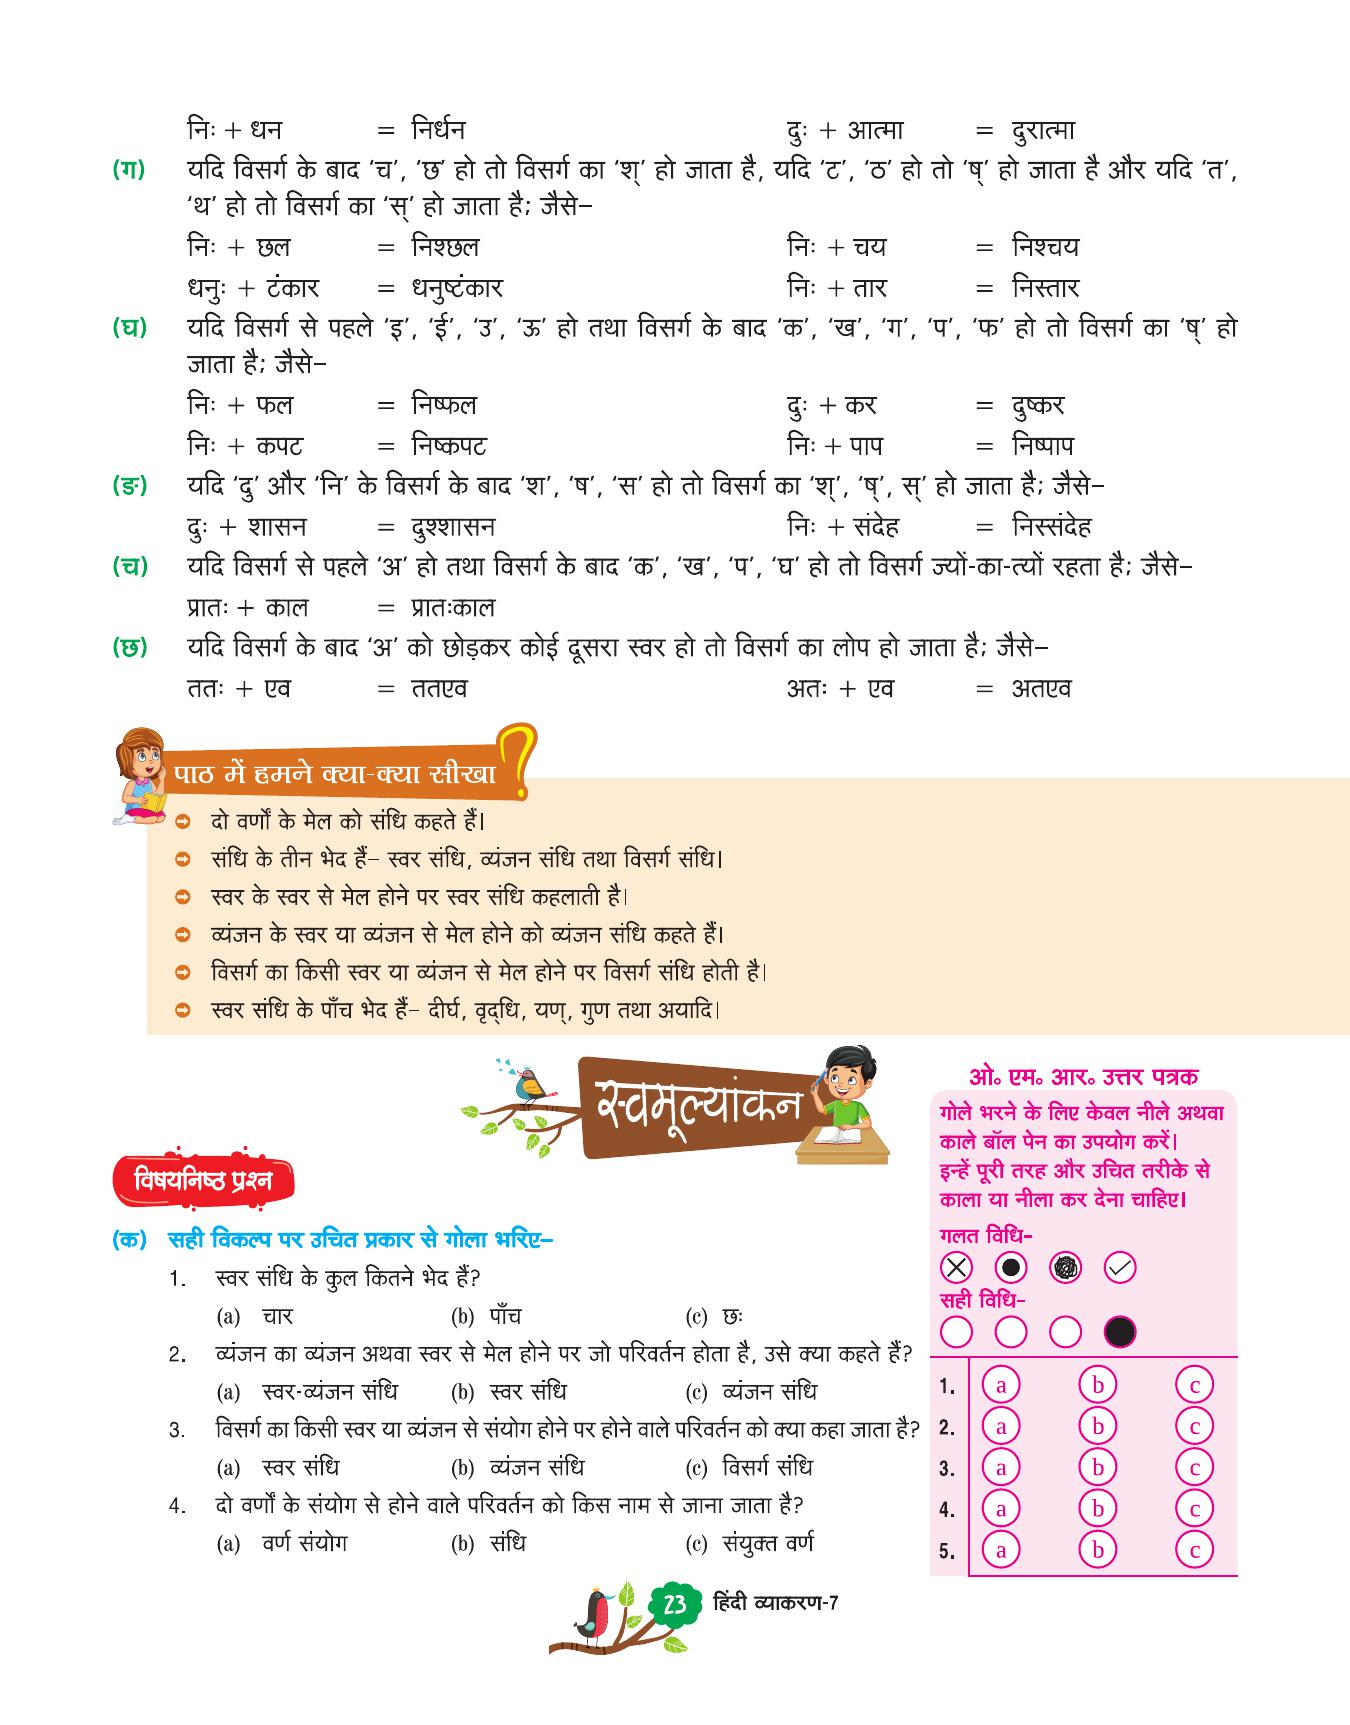 निः + धन = निर्धन दुः + आत्मा = दुरात्मा
(ग) यदि विसर्ग के बाद ‘च’, ‘छ’ हो तो विसर्ग का ‘श्’ हो जाता है, यदि ‘ट’, ‘ठ’ हो तो ‘ष्’ हो जाता है और यदि ‘त’,
‘थ’ हो तो विसर्ग का ‘स्’ हो जाता है; जैसे–
निः + छल = निश्छल निः + चय = निश्चय
धनुः + टंकार = धनुष्टंकार निः + तार = निस्तार
(घ) यदि विसर्ग से पहले ‘इ’, ‘ई’, ‘उ’, ‘ऊ’ हो तथा विसर्ग के बाद ‘क’, ‘ख’, ‘ग’, ‘प’, ‘फ’ हो तो विसर्ग का ‘ष्’ हो
जाता है; जैसे–
निः + फल = निष्फल दुः + कर = दुष्कर
निः + कपट = निष्कपट निः + पाप = निष्पाप
(ङ) यदि ‘दु’ और ‘नि’ के विसर्ग के बाद ‘श’, ‘ष’, ‘स’ हो तो विसर्ग का ‘श्’, ‘ष्’, स्’ हो जाता है; जैसे–
दुः + शासन = दुश्शासन निः + संदेह = निस्संदेह
(च) यदि विसर्ग से पहले ‘अ’ हो तथा विसर्ग के बाद ‘क’, ‘ख’, ‘प’, ‘घ’ हो तो विसर्ग ज्यों-का-त्यों रहता है; जैसे–
प्रातः + काल = प्रातःकाल
(छ) यदि विसर्ग के बाद ‘अ’ को छोड़कर कोई दूसरा स्वर हो तो विसर्ग का लोप हो जाता है; जैसे–
ततः + एव = ततएव अतः + एव = अतएव
पाठ में हमने क्या-क्या सीखा ?
दो वर्णों के मेल को संधि कहते हैं।
संधि के तीन भेद हैं– स्वर संधि, व्यंजन संधि तथा विसर्ग संधि।
स्वर के स्वर से मेल होने पर स्वर संधि कहलाती है।
व्यंजन के स्वर या व्यंजन से मेल होने को व्यंजन संधि कहते हैं।
विसर्ग का किसी स्वर या व्यंजन से मेल होने पर विसर्ग संधि होती है।
स्वर संधि के पाँच भेद हैं– दीर्घ, वृद्‌धि, यण्, गुण तथा अयादि।
स्वमूल्यांकन
विषयनिष्ठ प्रश्न
(क) सही विकल्प पर उचित प्रकार से गोला भरिए–
1. स्वर संधि के कुल कितने भेद हैं?
(a) चार (b) पाँच (c) छः
2. व्यंजन का व्यंजन अथवा स्वर से मेल होने पर जो परिवर्तन होता है, उसे क्या कहते हैं?
(a) स्वर-व्यंजन संधि (b) स्वर संधि (c) व्यंजन संधि
3. विसर्ग का किसी स्वर या व्यंजन से संयोग होने पर होने वाले परिवर्तन को क्या कहा जाता है?
(a) स्वर संधि (b) व्यंजन संधि (c) विसर्ग संधि
4. दो वर्णों के संयोग से होने वाले परिवर्तन को किस नाम से जाना जाता है?
(a) वर्ण संयोग (b) संधि (c) संयुक्त वर्ण
ओ॰ एम॰ आर॰ उत्तर पत्रक
गोले भरने के लिए केवल नीले अथवा
काले बॉल पेन का उपयोग करें।
इन्हें पूरी तरह और उचित तरीके से
काला या नीला कर देना चाहिए।
गलत विधि–
सही विधि–
1. a b c
2. a b c
3. a b c
4. a b c
5. a b c
23 हिंदी व्याकरण-7